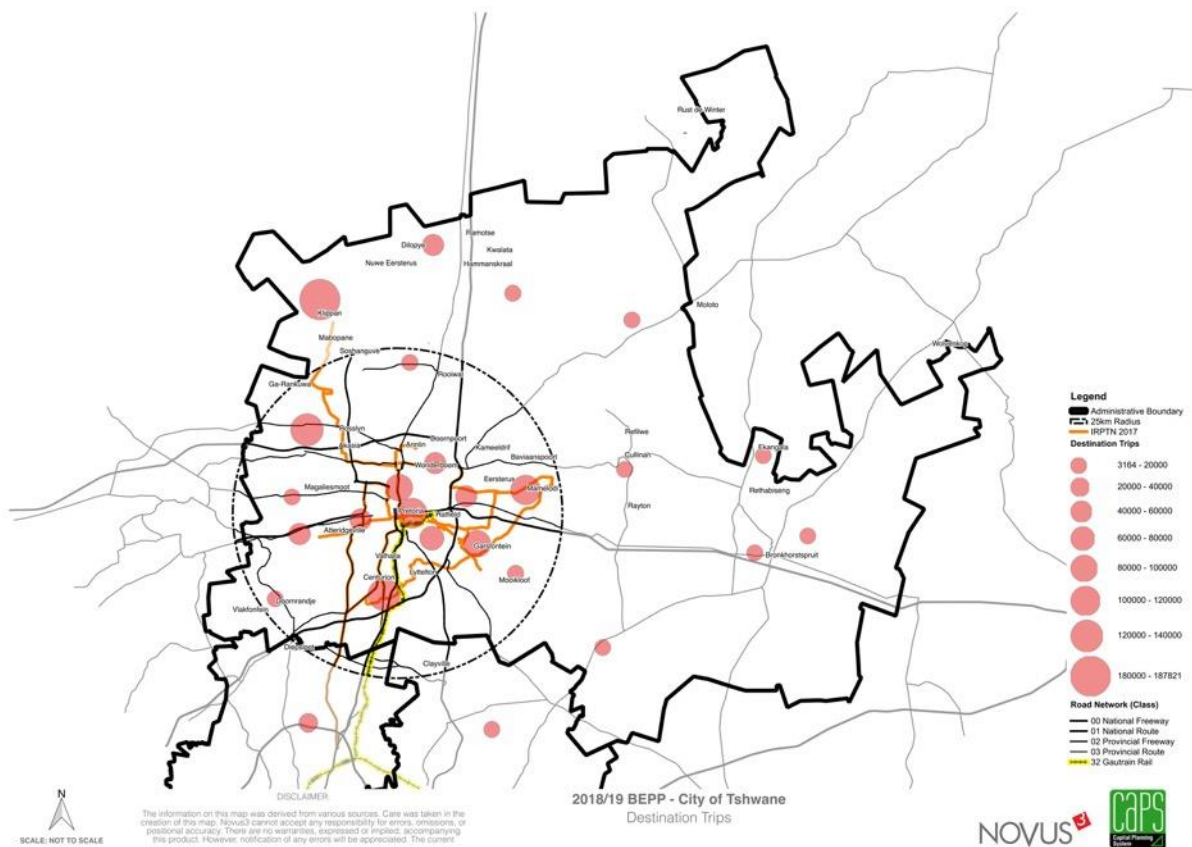 Rust de Winter
Ramotse
Dilopye
Kwalata
Nuwe Eersterus
Hammanskraal
Moloto
Klippan
Mabopane
Soshanguve
Rooiwal
Ga-Rankuwa
Rosslyn
Akasia
Annlin
Doornpoort
Kameeldrif
Wonderboom
Baviaanspoort
Refilwe
Cullinan
Ekangala
Magaliesmoot
Eersterus
Mamelodi
Rethabiseng
Pretoria
Hatfield
Rayton
Atteridgeville
Garsfontein
Valhalla
Bronkhorstspruit
Centurion
Lyttelton
Mooikloof
Doornrandje
Vlakfontein
Diepsloot
Clayville
Legend
Administrative Boundary
25km Radius
IRPTN 2017
Destination Trips
3164 - 20000
20000 - 40000
40000 - 60000
60000 - 80000
80000 - 100000
100000 - 120000
120000 - 140000
180000 - 187821
Road Network (Class)
00 National Freeway
01 National Route
02 Provincial Freeway
03 Provincial Route
32 Gautrain Rail
N
SCALE: NOT TO SCALE
DISCLAIMER:
The information on this map was derived from various sources. Care was taken in the
creation of this map. Novus3 cannot accept any responsibility for errors, omissions, or
positional accuracy. There are no warranties, expressed or implied, accompanying
this product. However, notification of any errors will be appreciated. The current
2018/19 BEPP - City of Tshwane
Destination Trips
NOVUS3
CAPS
Capital Planning
System